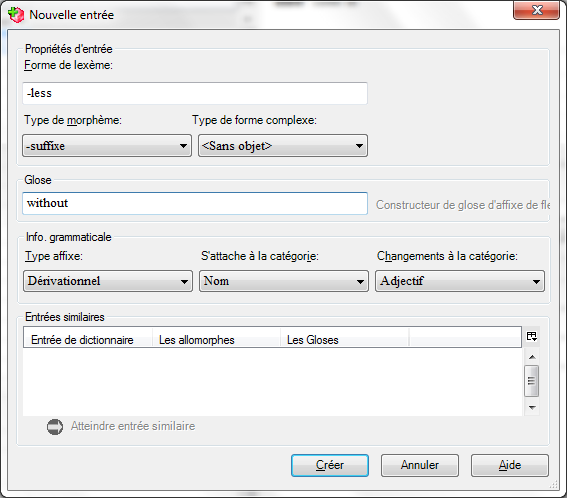 Nouvelle entrée
Propriétés d'entrée
Forme de lexème:
-less
Type de morphème: Type de forme complexe:
-suffixe <Sans objet>
Glose
without Constructeur de glose d'affixe de fle
Info. grammaticale
Type affixe: S'attache à la catégorie: Changements à la catégorie:
Dérivationnel Nom Adjectif
Entrées similaires
Entrée de dictionnaire Les allomorphes Les Gloses
Atteindre entrée similaire
Créer Annuler Aide